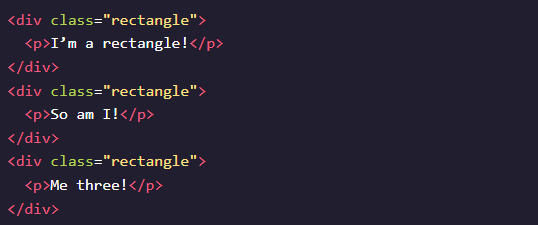 <div class="rectangle">
  <p>I’m a rectangle!</p>
</div>
<div class="rectangle">
  <p>So am I!</p>
</div>
<div class="rectangle">
  <p>Me three!</p>
</div>